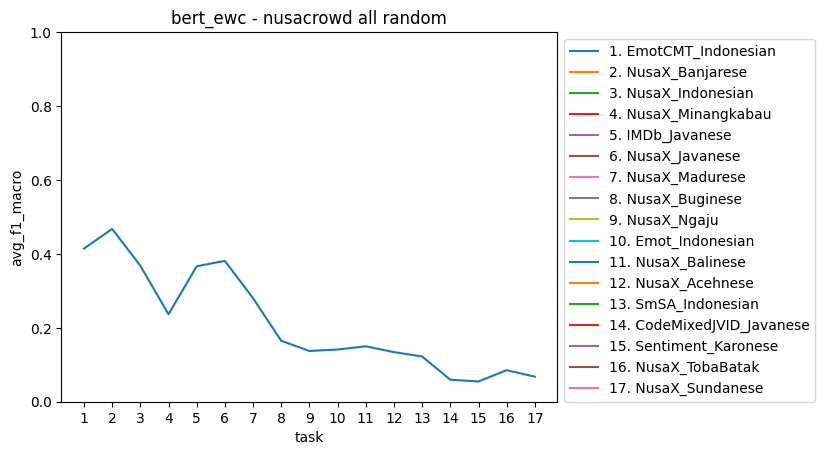 bert_ewc - nusacrowd all random
1.0
0.8
0.6
0.4
0.2
0.0
avg_f1_macro
1 2 3 4 5 6 7 8 9 10 11 12 13 14 15 16 17
task
1. EmotCMT_Indonesian
2. NusaX_Banjarese
3. NusaX_Indonesian
4. NusaX_Minangkabau
5. IMDb_Javanese
6. NusaX_Javanese
7. NusaX_Madurese
8. NusaX_Buginese
9. NusaX_Ngaju
10. Emot_Indonesian
11. NusaX_Balinese
12. NusaX_Acehnese
13. SmSA_Indonesian
14. CodeMixedJVID_Javanese
15. Sentiment_Karonese
16. NusaX_TobaBatak
17. NusaX_Sundanese